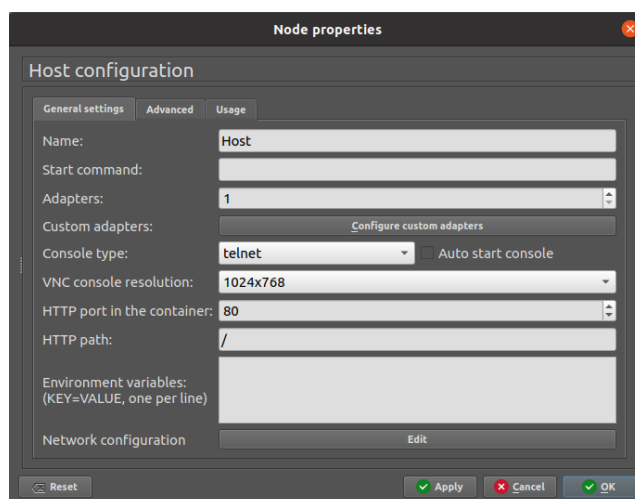 Node properties
Host configuration
General settings Advanced Usage
Name: Host
Start command:
Adapters: 1
Custom adapters: Configure custom adapters
Console type: telnet Auto start console
VNC console resolution: 1024x768
HTTP port in the container: 80
HTTP path: /
Environment variables:
(KEY=VALUE, one per line)
Network configuration Edit
Reset Apply Cancel OK